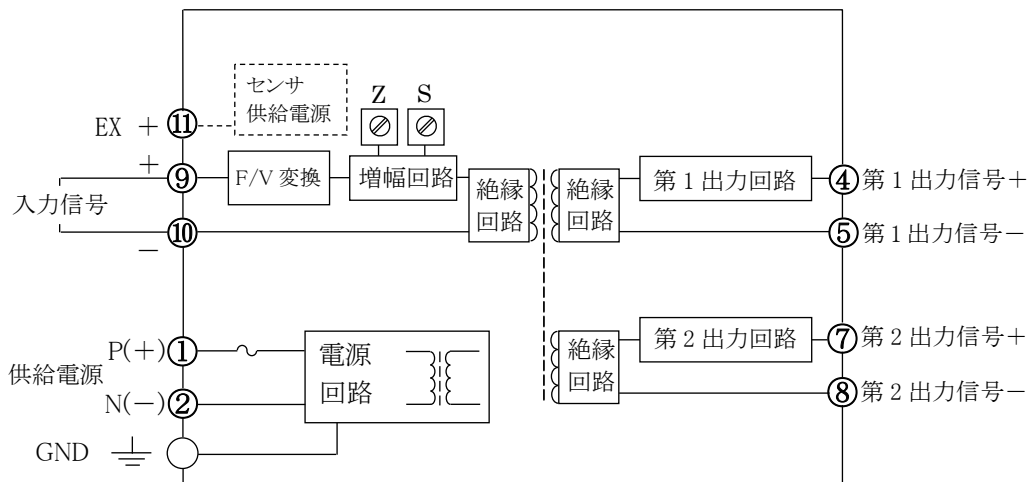 センサ
供給電源
Z
S
EX +
⑪
+
⑨
F/V 変換
増幅回路
絶縁
回路
絶縁
回路
第1出力回路
④
第1出力信号+
入力信号
⑩
−
⑤
第1出力信号−
P(+)
①
供給電源
N(−)
②
電源
回路
絶縁
回路
第2出力回路
⑦
第2出力信号+
⑧
第2出力信号−
GND